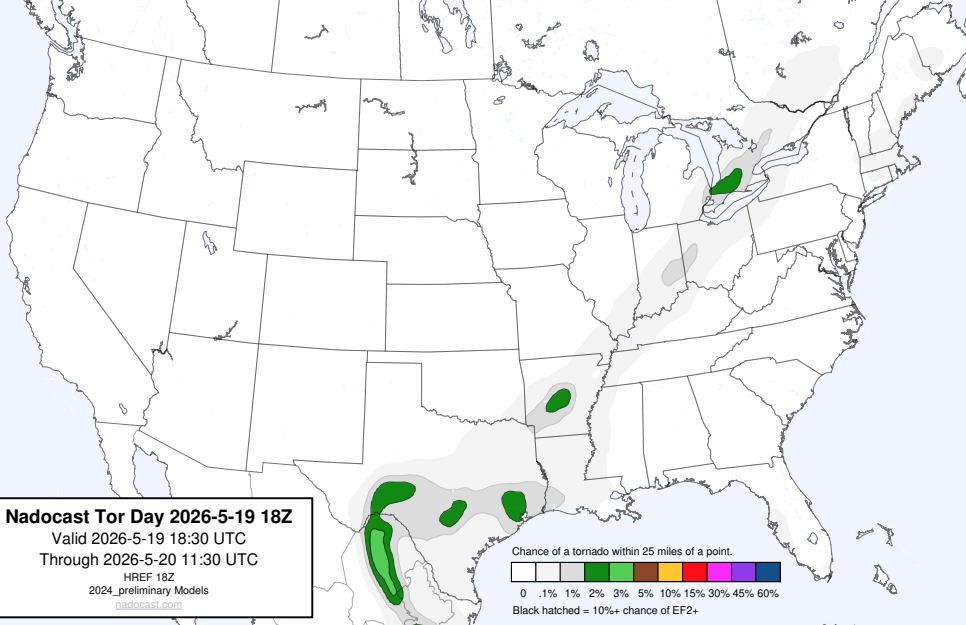 Nadocast Tor Day 2026-5-19 18Z
Valid 2026-5-19 18:30 UTC
Through 2026-5-20 11:30 UTC
HREF 18Z
2024_preliminary Models
nadocast.com
Chance of a tornado within 25 miles of a point.
0 .1% 1% 2% 3% 5% 10% 15% 30% 45% 60%
Black hatched = 10%+ chance of EF2+